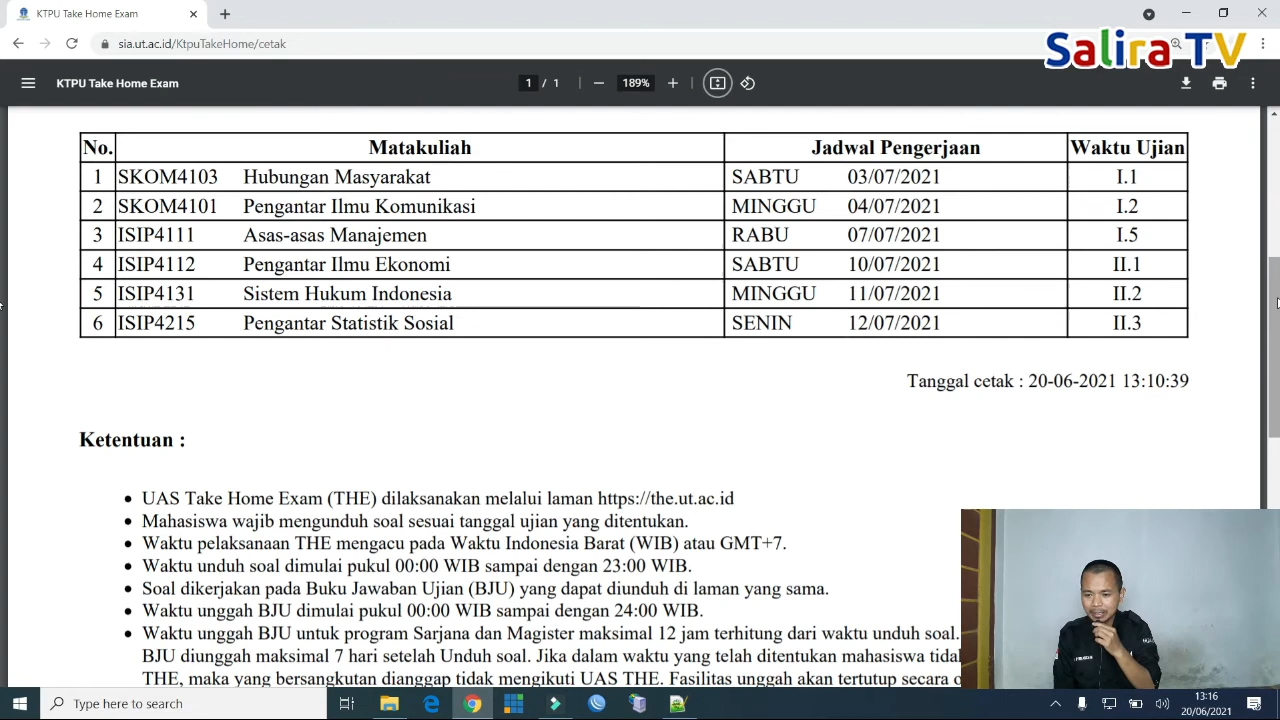 KTPU Take Home Exam
sia.ut.ac.id/KtpuTakeHome/cetak
Salira TV
KTPU Take Home Exam
1 / 1
189%
No. Matakuliah Jadwal Pengerjaan Waktu Ujian
1 SKOM4103 Hubungan Masyarakat SABTU 03/07/2021 I.1
2 SKOM4101 Pengantar Ilmu Komunikasi MINGGU 04/07/2021 I.2
3 ISIP4111 Asas-asas Manajemen RABU 07/07/2021 I.5
4 ISIP4112 Pengantar Ilmu Ekonomi SABTU 10/07/2021 II.1
5 ISIP4131 Sistem Hukum Indonesia MINGGU 11/07/2021 II.2
6 ISIP4215 Pengantar Statistik Sosial SENIN 12/07/2021 II.3
Tanggal cetak : 20-06-2021 13:10:39
Ketentuan :
UAS Take Home Exam (THE) dilaksanakan melalui laman https://the.ut.ac.id
Mahasiswa wajib mengunduh soal sesuai tanggal ujian yang ditentukan.
Waktu pelaksanaan THE mengacu pada Waktu Indonesia Barat (WIB) atau GMT+7.
Waktu unduh soal dimulai pukul 00:00 WIB sampai dengan 23:00 WIB.
Soal dikerjakan pada Buku Jawaban Ujian (BJU) yang dapat diunduh di laman yang sama.
Waktu unggah BJU dimulai pukul 00:00 WIB sampai dengan 24:00 WIB.
Waktu unggah BJU untuk program Sarjana dan Magister maksimal 12 jam terhitung dari waktu unduh soal.
BJU diunggah maksimal 7 hari setelah Unduh soal. Jika dalam waktu yang telah ditentukan mahasiswa tida
THE, maka yang bersangkutan dianggap tidak mengikuti UAS THE. Fasilitas unggah akan tertutup secara o
Type here to search
13:16
20/06/2021